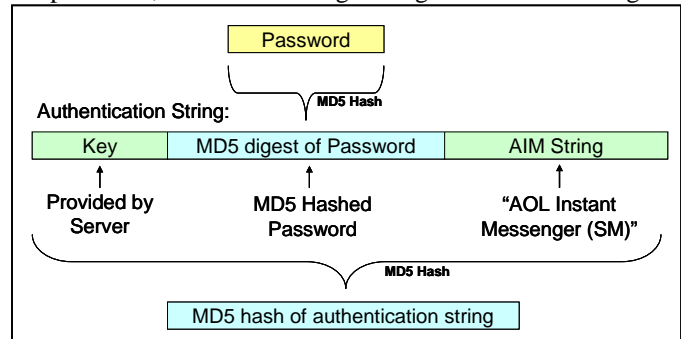 Password
MD5 Hash
Authentication String:
Key MD5 digest of Password AIM String
Provided by Server
MD5 Hashed Password
“AOL Instant Messenger (SM)”
MD5 Hash
MD5 hash of authentication string